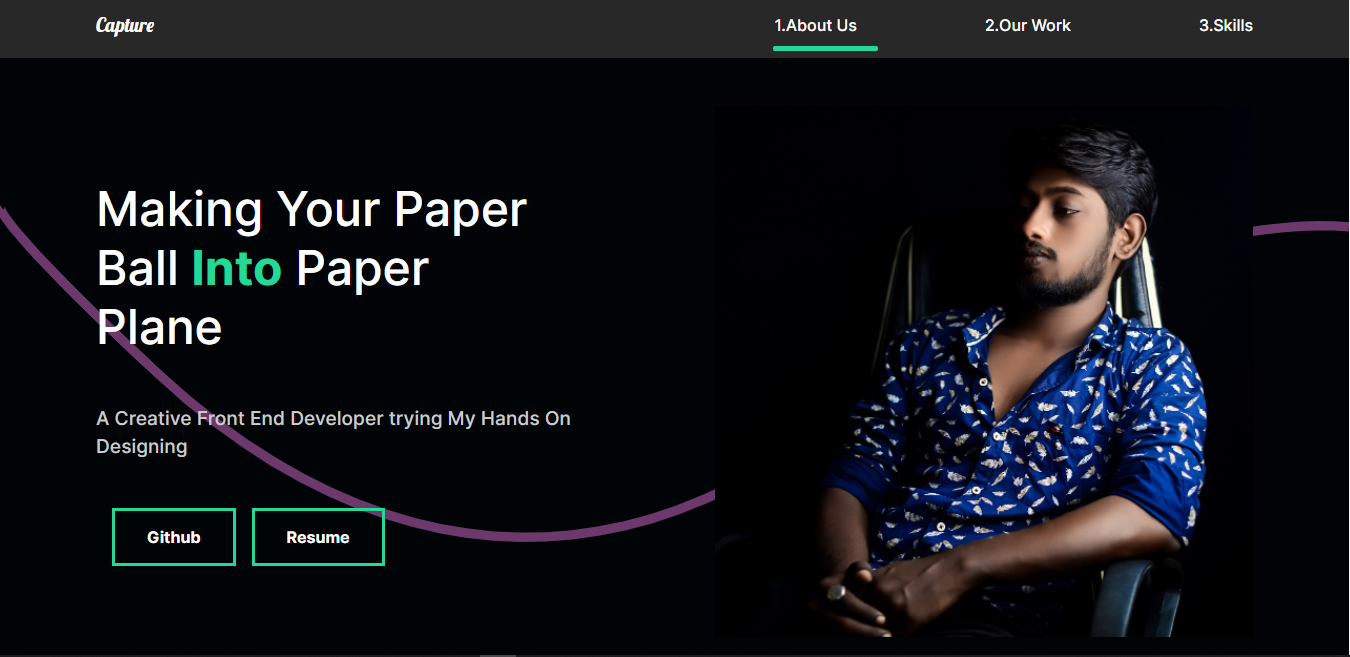 Capture
1.About Us
2.Our Work
3.Skills
Making Your Paper
Ball Into Paper
Plane
A Creative Front End Developer trying My Hands On
Designing
Github
Resume